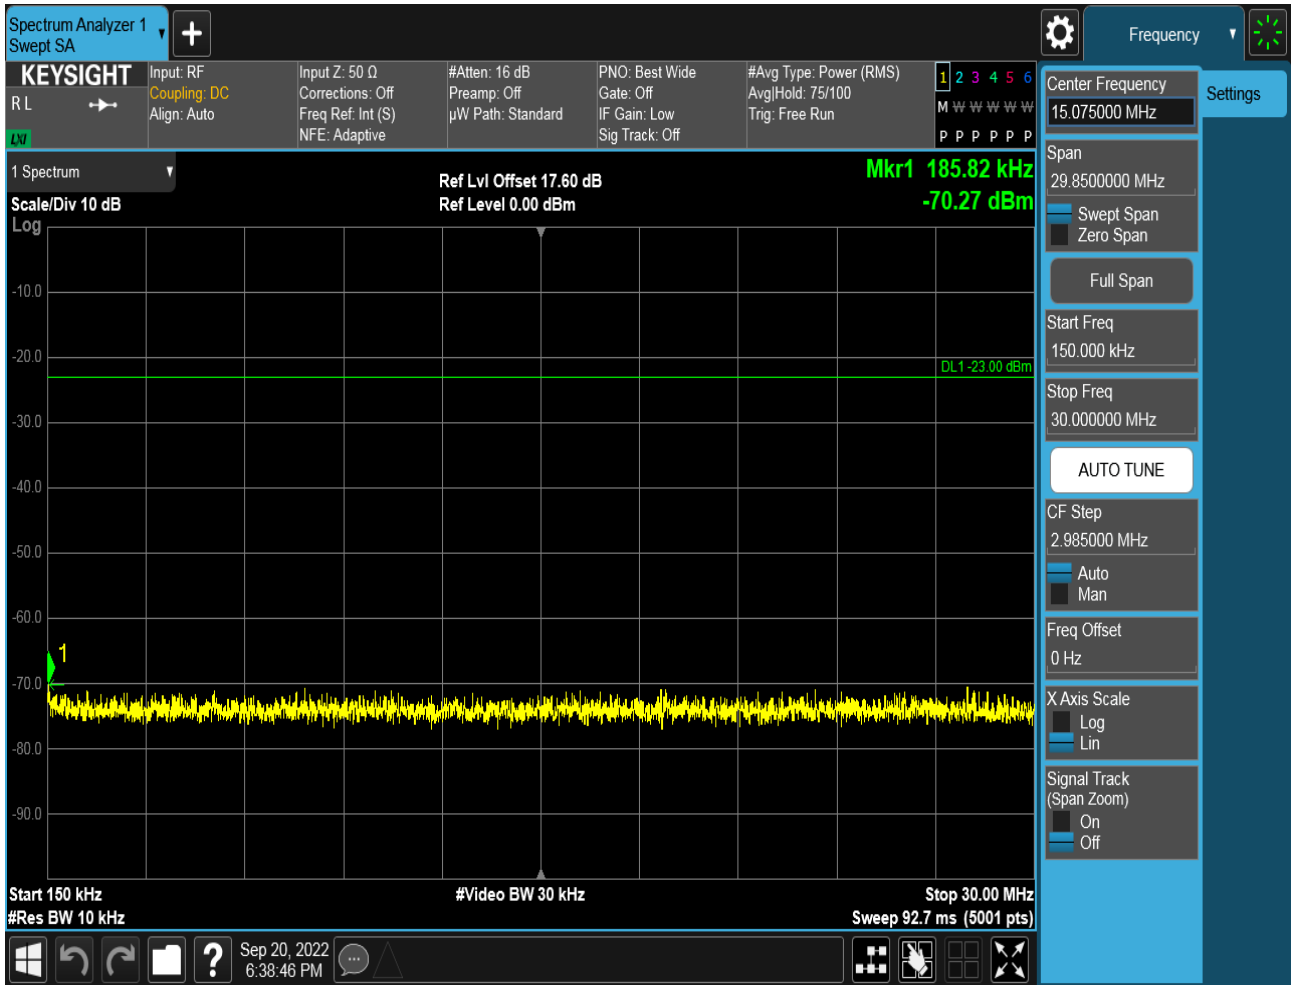 Spectrum Analyzer 1
Swept SA
Frequency
KEYSIGHT
R L
LXI
Input: RF
Coupling: DC
Align: Auto
Input Z: 50 Ω
Corrections: Off
Freq Ref: Int (S)
NFE: Adaptive
#Atten: 16 dB
Preamp: Off
µW Path: Standard
PNO: Best Wide
Gate: Off
IF Gain: Low
Sig Track: Off
#Avg Type: Power (RMS)
Avg|Hold: 75/100
Trig: Free Run
1 2 3 4 5 6
M W W W W W
P P P P P P
1 Spectrum
Scale/Div 10 dB
Log
Ref Lvl Offset 17.60 dB
Ref Level 0.00 dBm
Mkr1 185.82 kHz
-70.27 dBm
-10.0
-20.0
DL1 -23.00 dBm
-30.0
-40.0
-50.0
-60.0
1
-70.0
-80.0
-90.0
Start 150 kHz
#Res BW 10 kHz
#Video BW 30 kHz
Stop 30.00 MHz
Sweep 92.7 ms (5001 pts)
Sep 20, 2022
6:38:46 PM
Center Frequency
15.075000 MHz
Settings
Span
29.8500000 MHz
Swept Span
Zero Span
Full Span
Start Freq
150.000 kHz
Stop Freq
30.000000 MHz
AUTO TUNE
CF Step
2.985000 MHz
Auto
Man
Freq Offset
0 Hz
X Axis Scale
Log
Lin
Signal Track
(Span Zoom)
On
Off